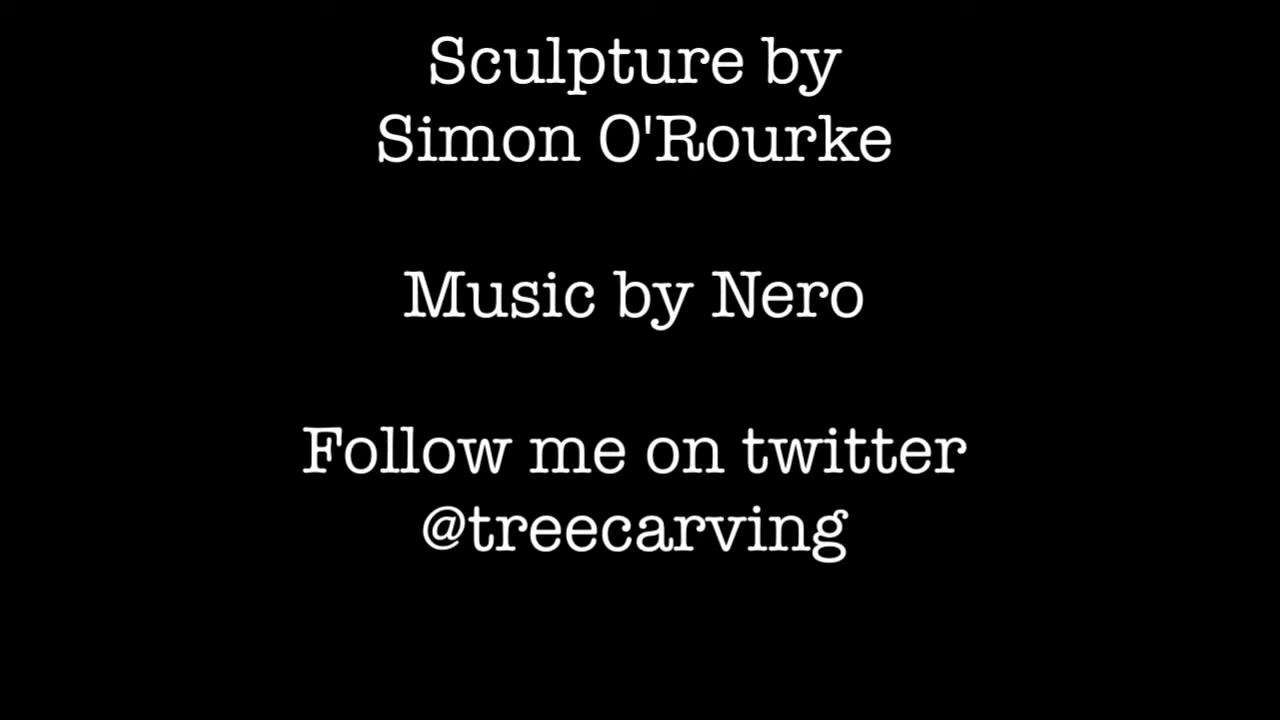 Sculpture by
Simon O'Rourke
Music by Nero
Follow me on twitter
@treecarving